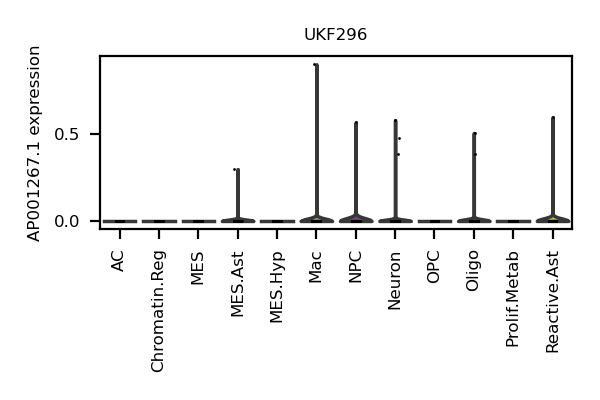 UKF296
AP001267.1 expression
0.5
0.0
AC
Chromatin.Reg
MES
MES.Ast
MES.Hyp
Mac
NPC
Neuron
OPC
Oligo
Prolif.Metab
Reactive.Ast